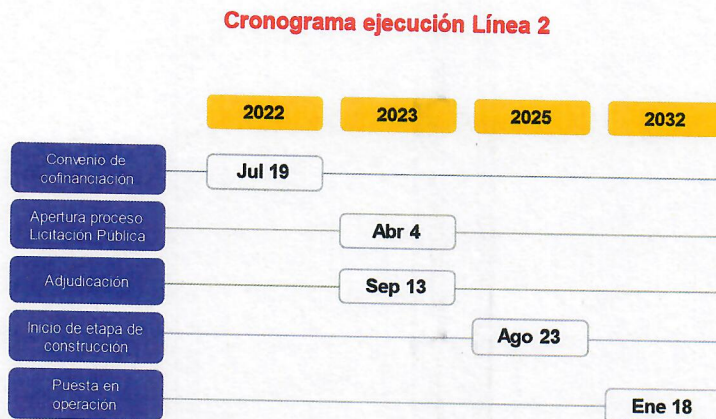 Cronograma ejecución Línea 2
2022 2023 2025 2032
Convenio de
cofinanciación
Jul 19
Apertura proceso
Licitación Pública
Abr 4
Adjudicación
Sep 13
Inicio de etapa de
construcción
Ago 23
Puesta en
operación
Ene 18